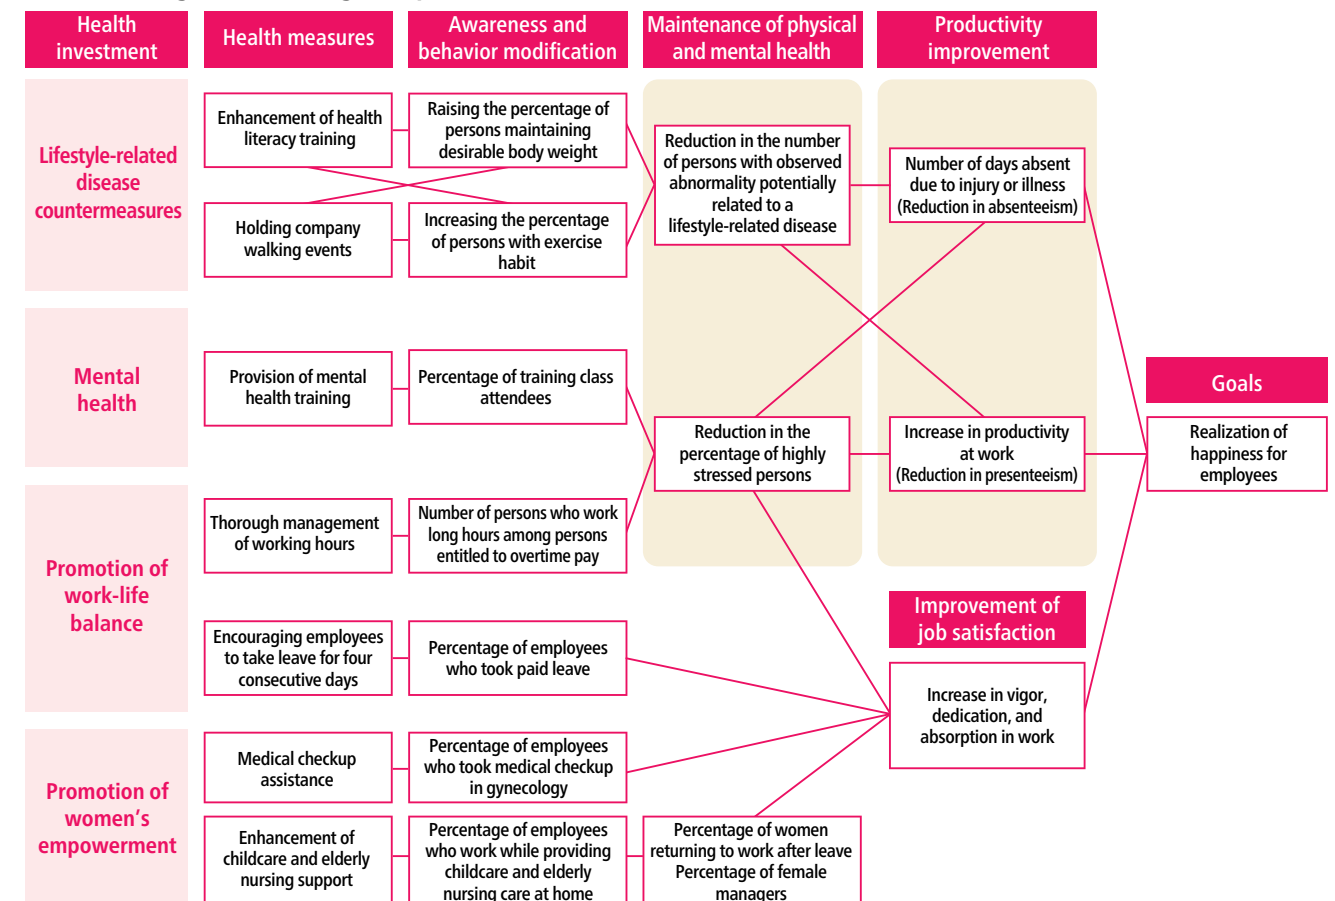 Health
investment
Health measures
Awareness and
behavior modification
Maintenance of physical
and mental health
Productivity
improvement
Lifestyle-related
disease
countermeasures
Enhancement of health
literacy training
Raising the percentage of
persons maintaining
desirable body weight
Reduction in the number
of persons with observed
abnormality potentially
related to a
lifestyle-related disease
Number of days absent
due to injury or illness
(Reduction in absenteeism)
Holding company
walking events
Increasing the percentage
of persons with exercise
habit
Mental
health
Provision of mental
health training
Percentage of training class
attendees
Reduction in the
percentage of highly
stressed persons
Increase in productivity
at work
(Reduction in presenteeism)
Goals
Realization of
happiness for
employees
Promotion of
work-life
balance
Thorough management
of working hours
Number of persons who work
long hours among persons
entitled to overtime pay
Encouraging employees
to take leave for four
consecutive days
Percentage of employees
who took paid leave
Improvement of
job satisfaction
Increase in vigor,
dedication, and
absorption in work
Promotion of
women's
empowerment
Medical checkup
assistance
Percentage of employees
who took medical checkup
in gynecology
Enhancement of
childcare and elderly
nursing support
Percentage of employees
who work while providing
childcare and elderly
nursing care at home
Percentage of women
returning to work after leave
Percentage of female
managers